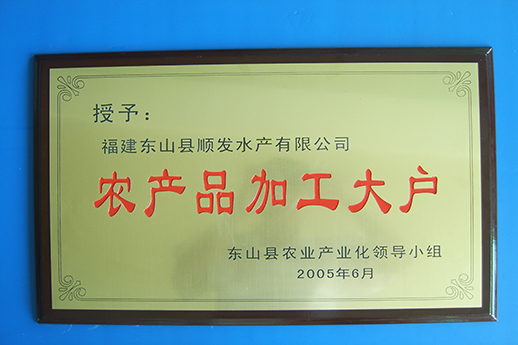 授予：
福建东山县顺发水产有限公司
农产品加工大户
东山县农业产业化领导小组
2005年6月